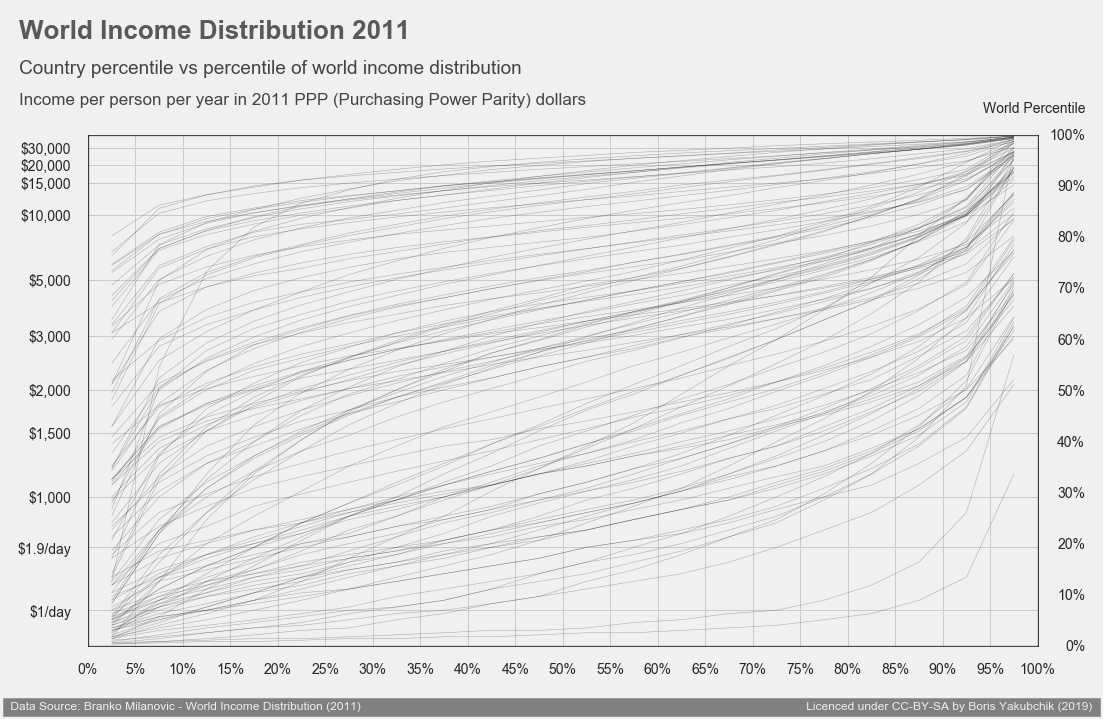 World Income Distribution 2011
Country percentile vs percentile of world income distribution
Income per person per year in 2011 PPP (Purchasing Power Parity) dollars
World Percentile
$30,000
$20,000
$15,000
$10,000
$5,000
$3,000
$2,000
$1,500
$1,000
$1.9/day
$1/day
100%
90%
80%
70%
60%
50%
40%
30%
20%
10%
0%
0% 5% 10% 15% 20% 25% 30% 35% 40% 45% 50% 55% 60% 65% 70% 75% 80% 85% 90% 95% 100%
Data Source: Branko Milanovic - World Income Distribution (2011)
Licenced under CC-BY-SA by Boris Yakubchik (2019)